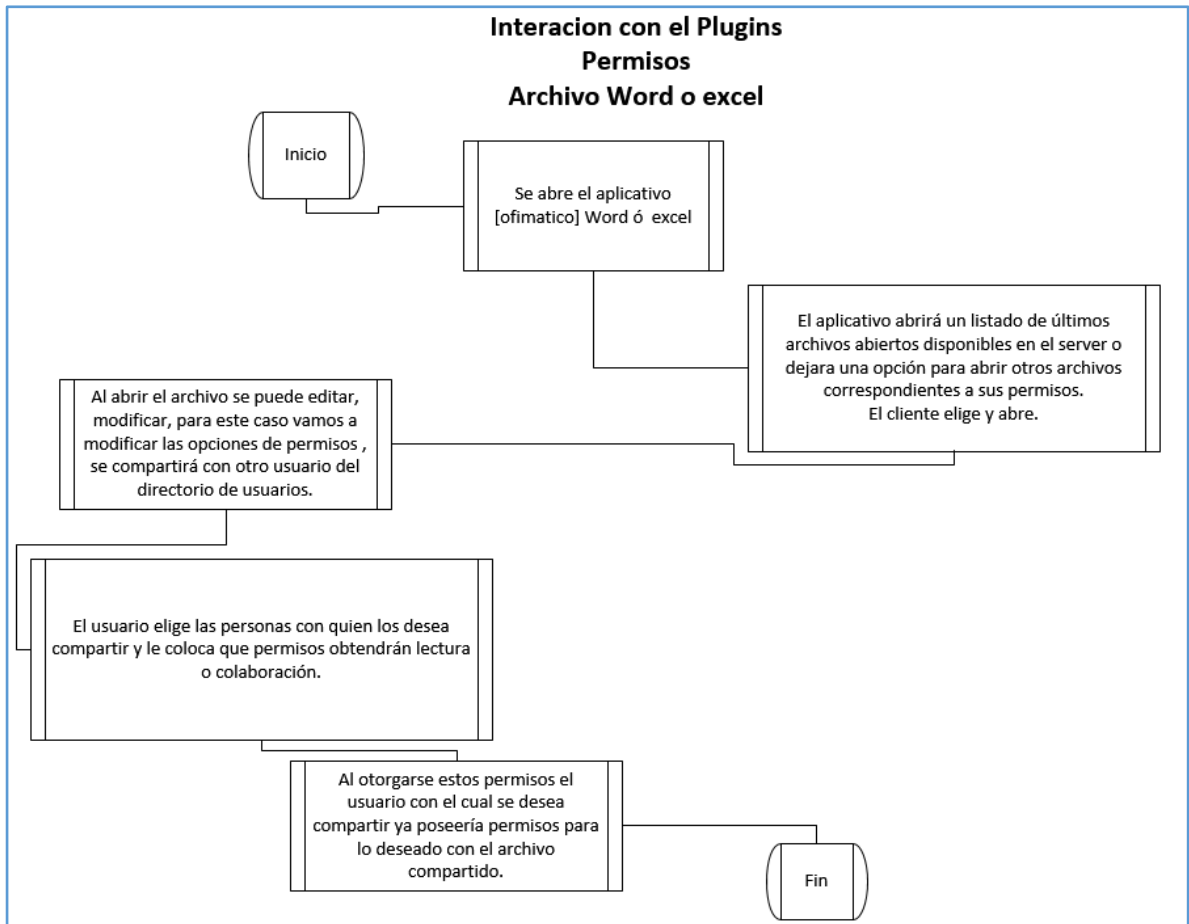 Interacion con el Plugins
Permisos
Archivo Word o excel
Inicio
Se abre el aplicativo
[ofimatico] Word ó excel
El aplicativo abrirá un listado de últimos
archivos abiertos disponibles en el server o
dejara una opción para abrir otros archivos
correspondientes a sus permisos.
El cliente elige y abre.
Al abrir el archivo se puede editar,
modificar, para este caso vamos a
modificar las opciones de permisos ,
se compartirá con otro usuario del
directorio de usuarios.
El usuario elige las personas con quien los desea
compartir y le coloca que permisos obtendrán lectura
o colaboración.
Al otorgarse estos permisos el
usuario con el cual se desea
compartir ya poseería permisos para
lo deseado con el archivo
compartido.
Fin